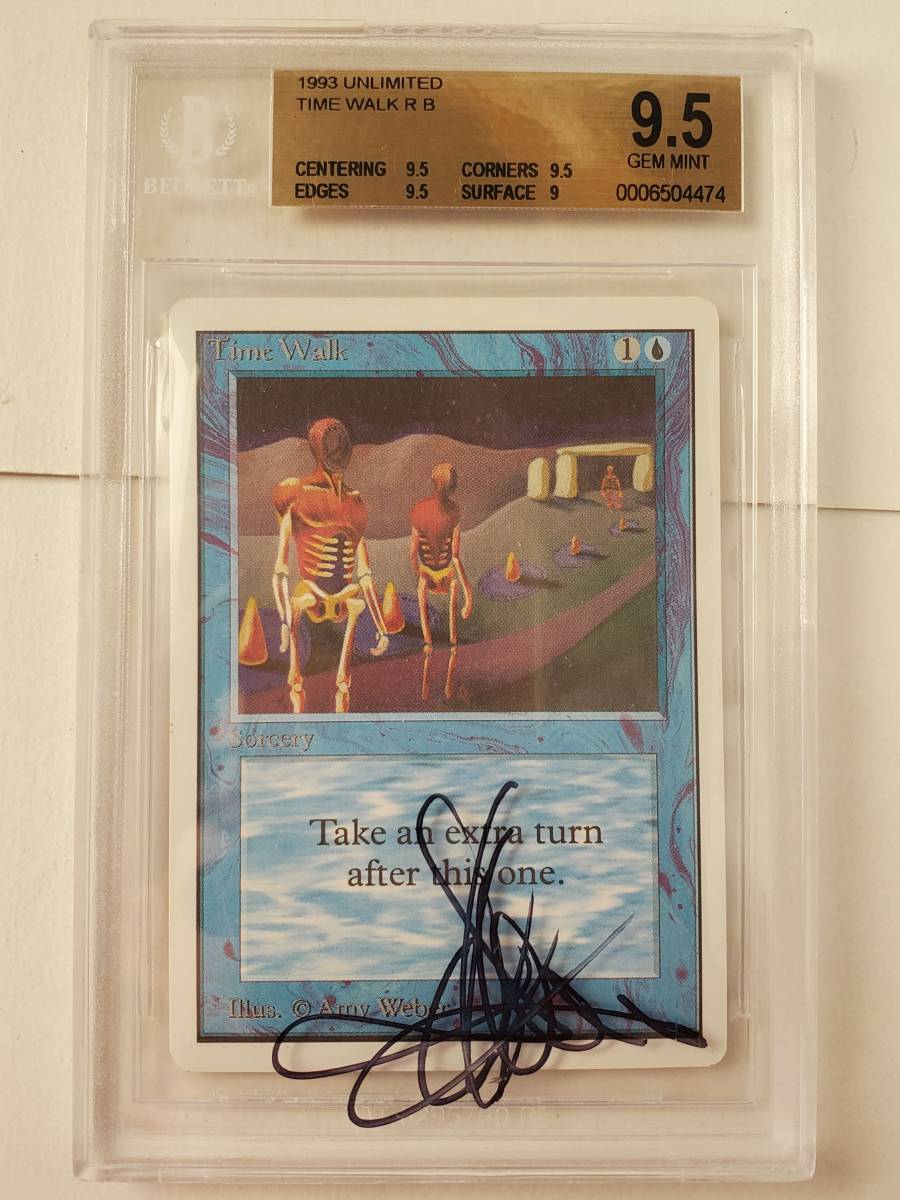 1993 UNLIMITED
TIME WALK R B
9.5
GEM MINT
CENTERING 9.5 CORNERS 9.5
EDGES 9.5 SURFACE 9
0006504474
B
BECKETT®
Time Walk
1
Sorcery
Take an extra turn
after this one.
Illus. © Amy Weber